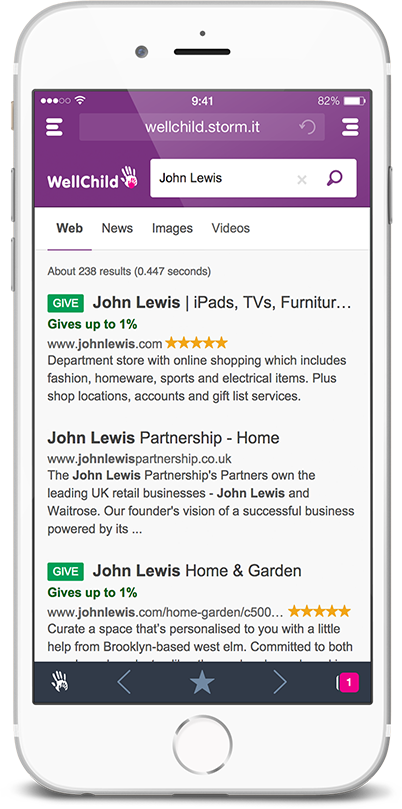 9:41 82%
wellchild.storm.it
WellChild John Lewis ×
Web News Images Videos
About 238 results (0.447 seconds)
GIVE John Lewis | iPads, TVs, Furnitur...
Gives up to 1%
www.johnlewis.com
Department store with online shopping which includes
fashion, homeware, sports and electrical items. Plus
shop locations, accounts and gift list services.
John Lewis Partnership - Home
www.johnlewispartnership.co.uk
The John Lewis Partnership's Partners own the
leading UK retail businesses - John Lewis and
Waitrose. Our founder's vision of a successful business
powered by its ...
GIVE John Lewis Home & Garden
Gives up to 1%
www.johnlewis.com/home-garden/c500...
Curate a space that's personalised to you with a little
help from Brooklyn-based west elm. Committed to both
1